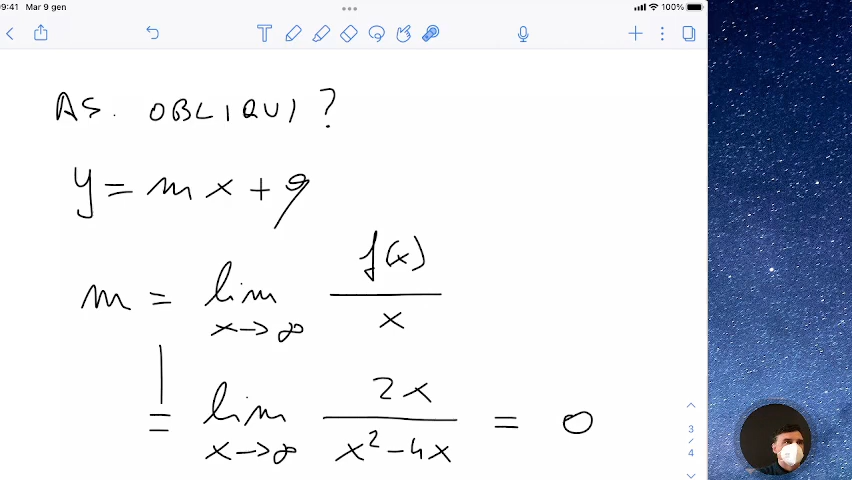 9:41 Mar 9 gen
100%
AS. OBLIQUI?
y = mx + q
m = lim x→∞ f(x)/x
= lim x→∞ 2x/(x²-4x) = 0
3
/
4